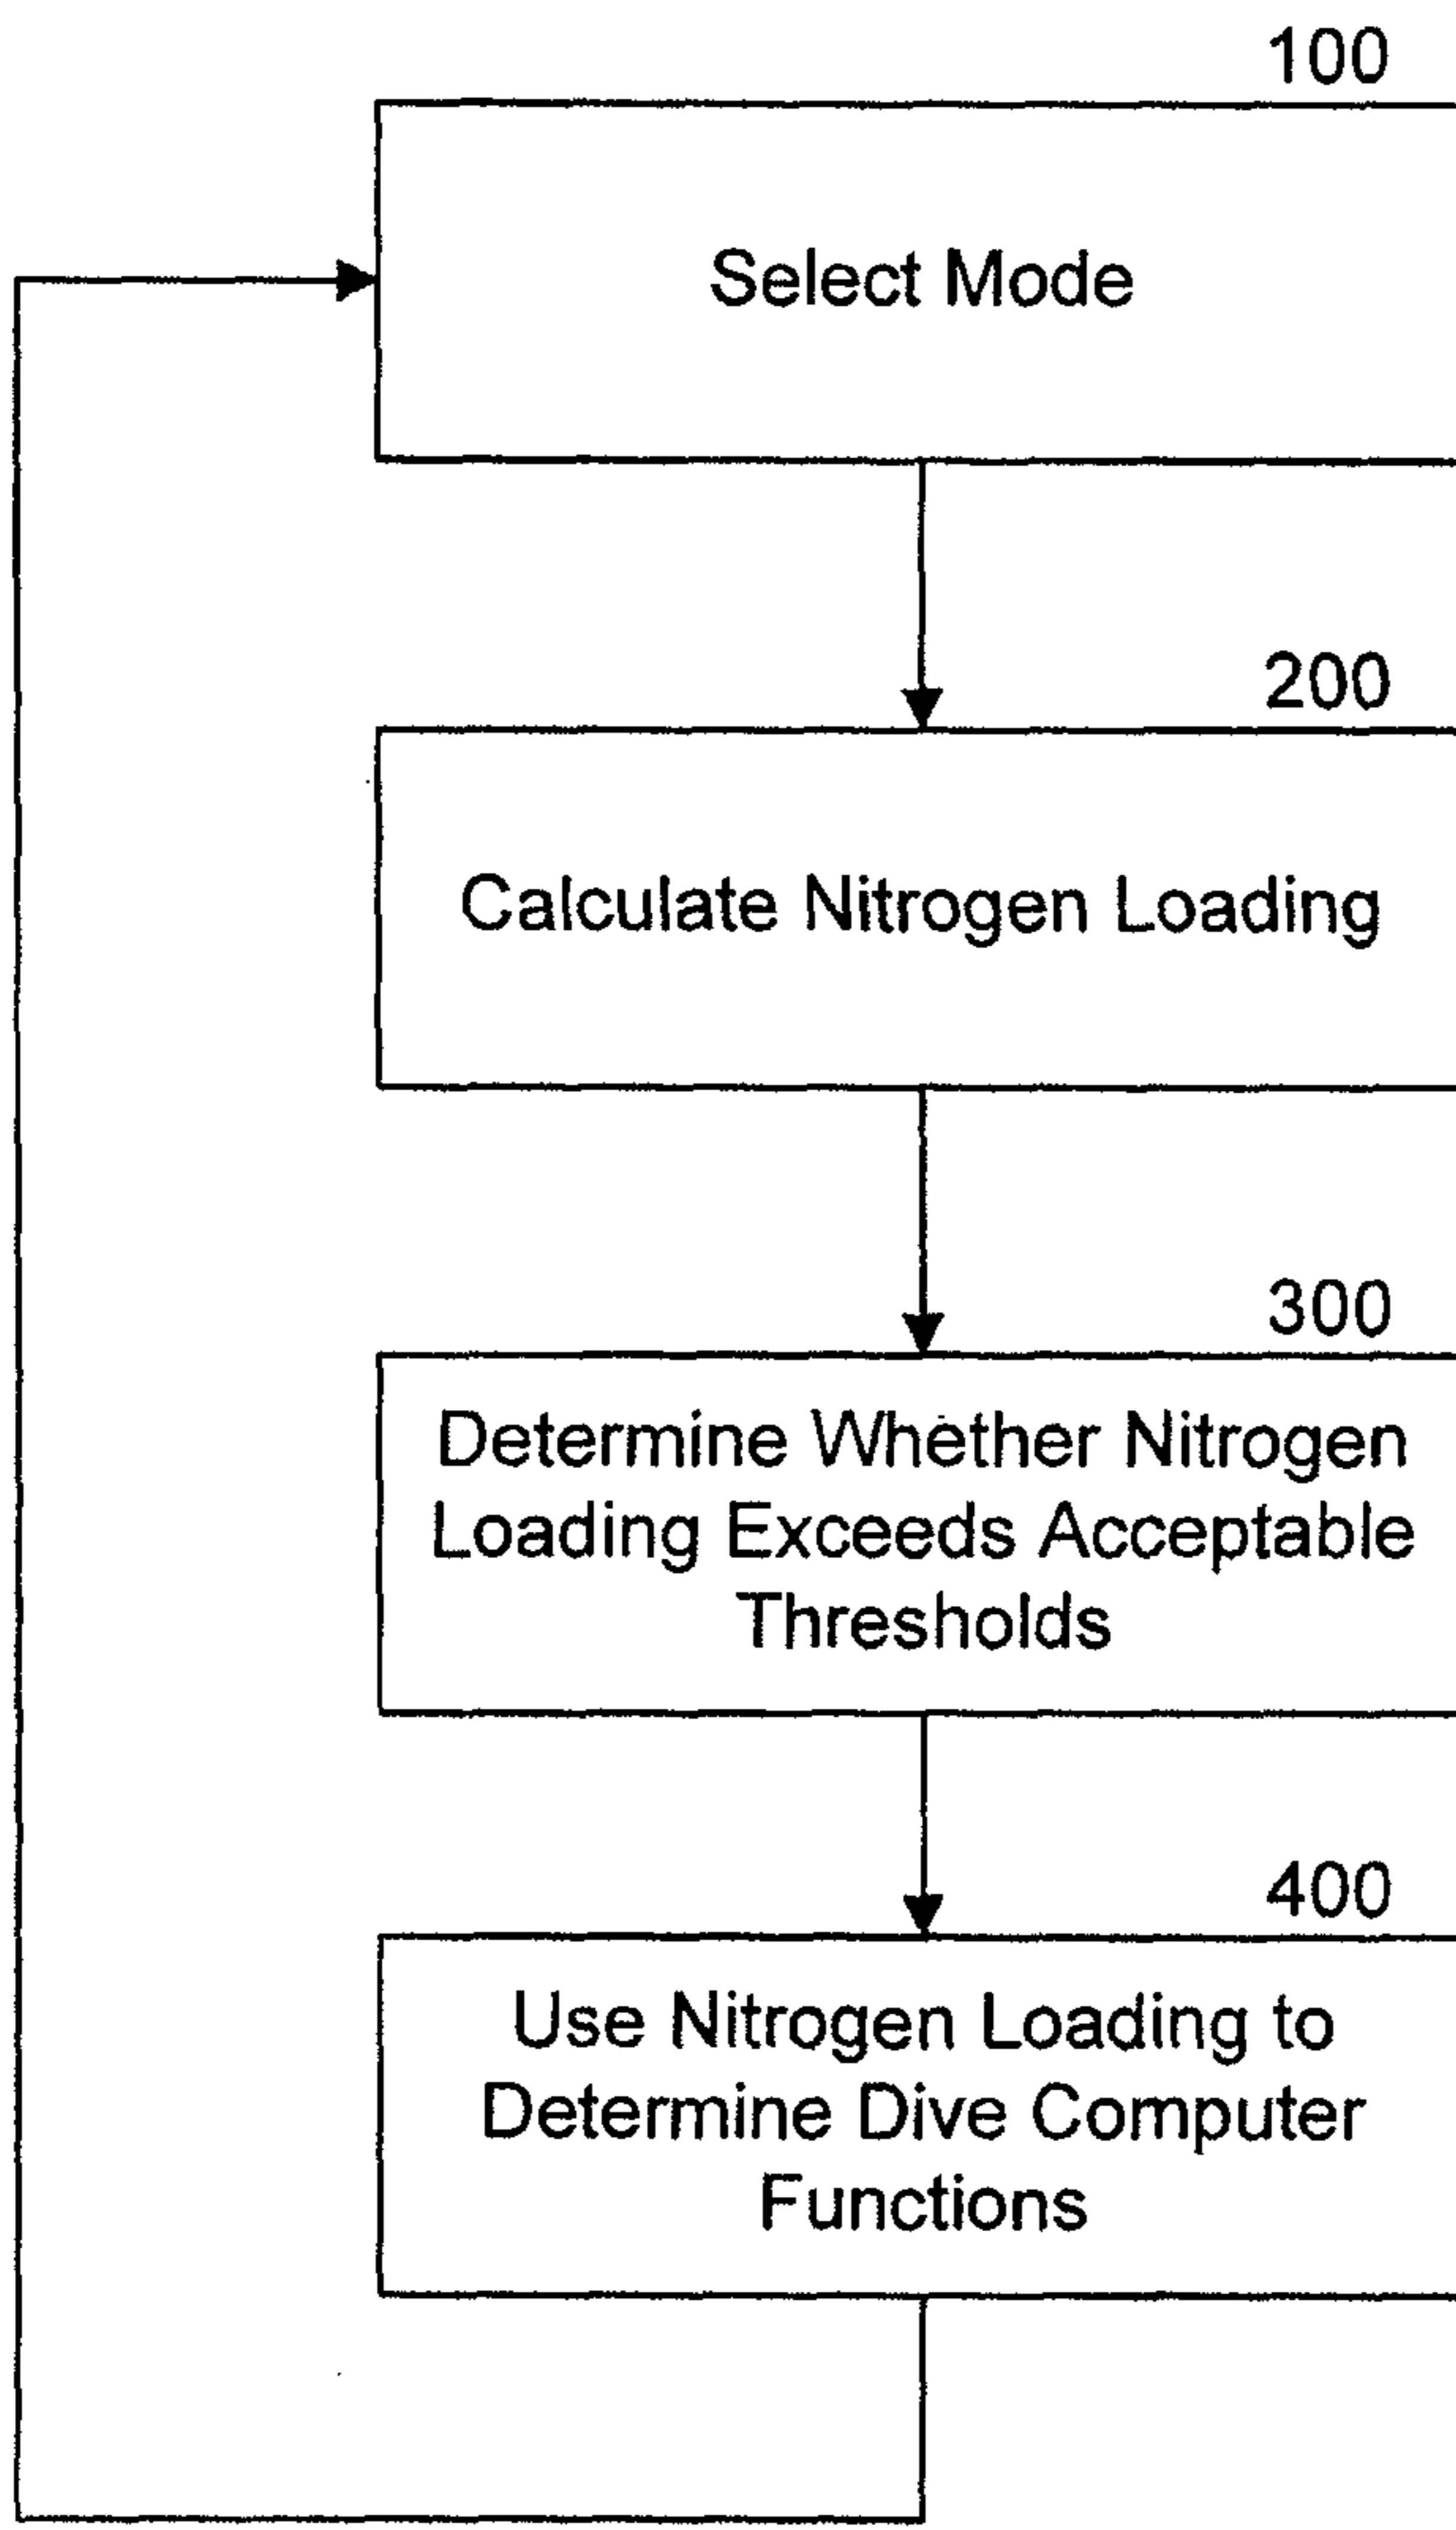 100
Select Mode
200
Calculate Nitrogen Loading
300
Determine Whether Nitrogen
Loading Exceeds Acceptable
Thresholds
400
Use Nitrogen Loading to
Determine Dive Computer
Functions